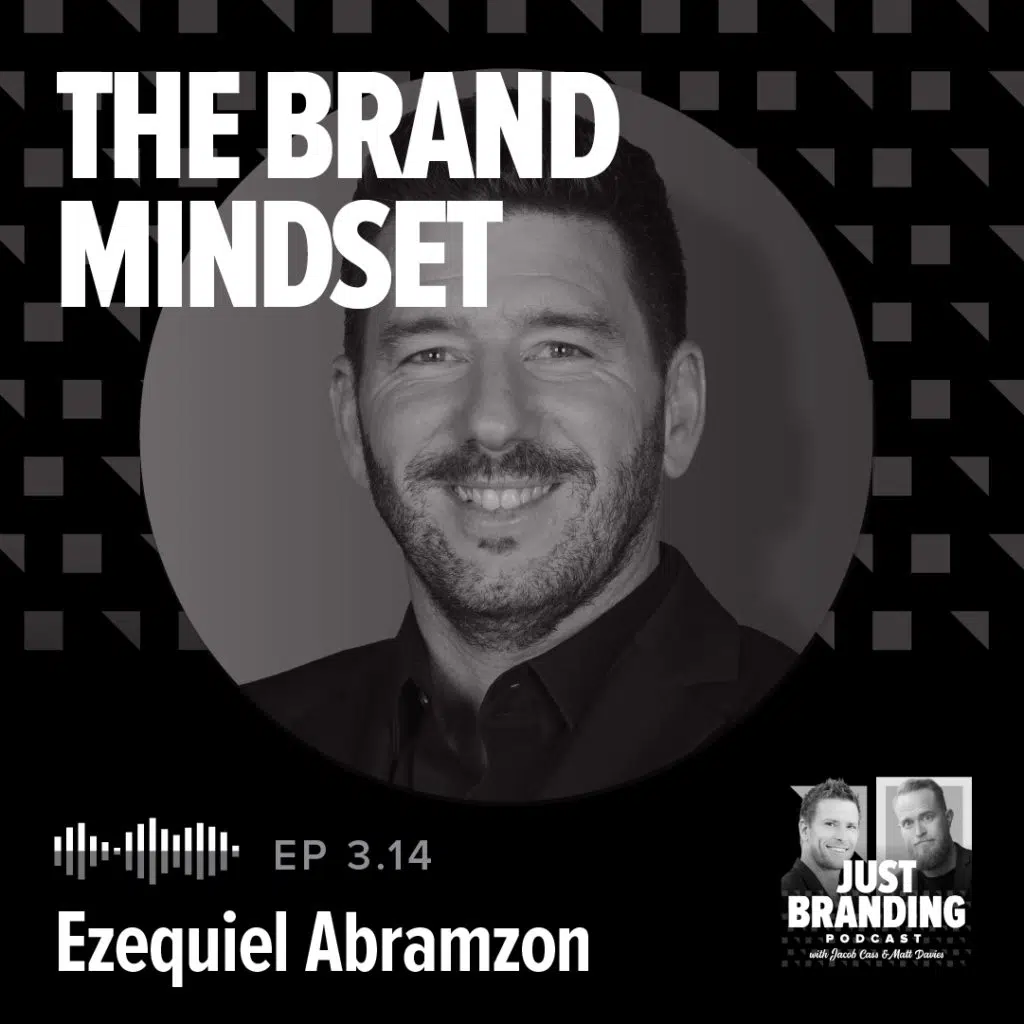 THE BRAND
MINDSET
EP 3.14
Ezequiel Abramzon
JUST
BRANDING
PODCAST
with Jacob Cass & Matt Davies